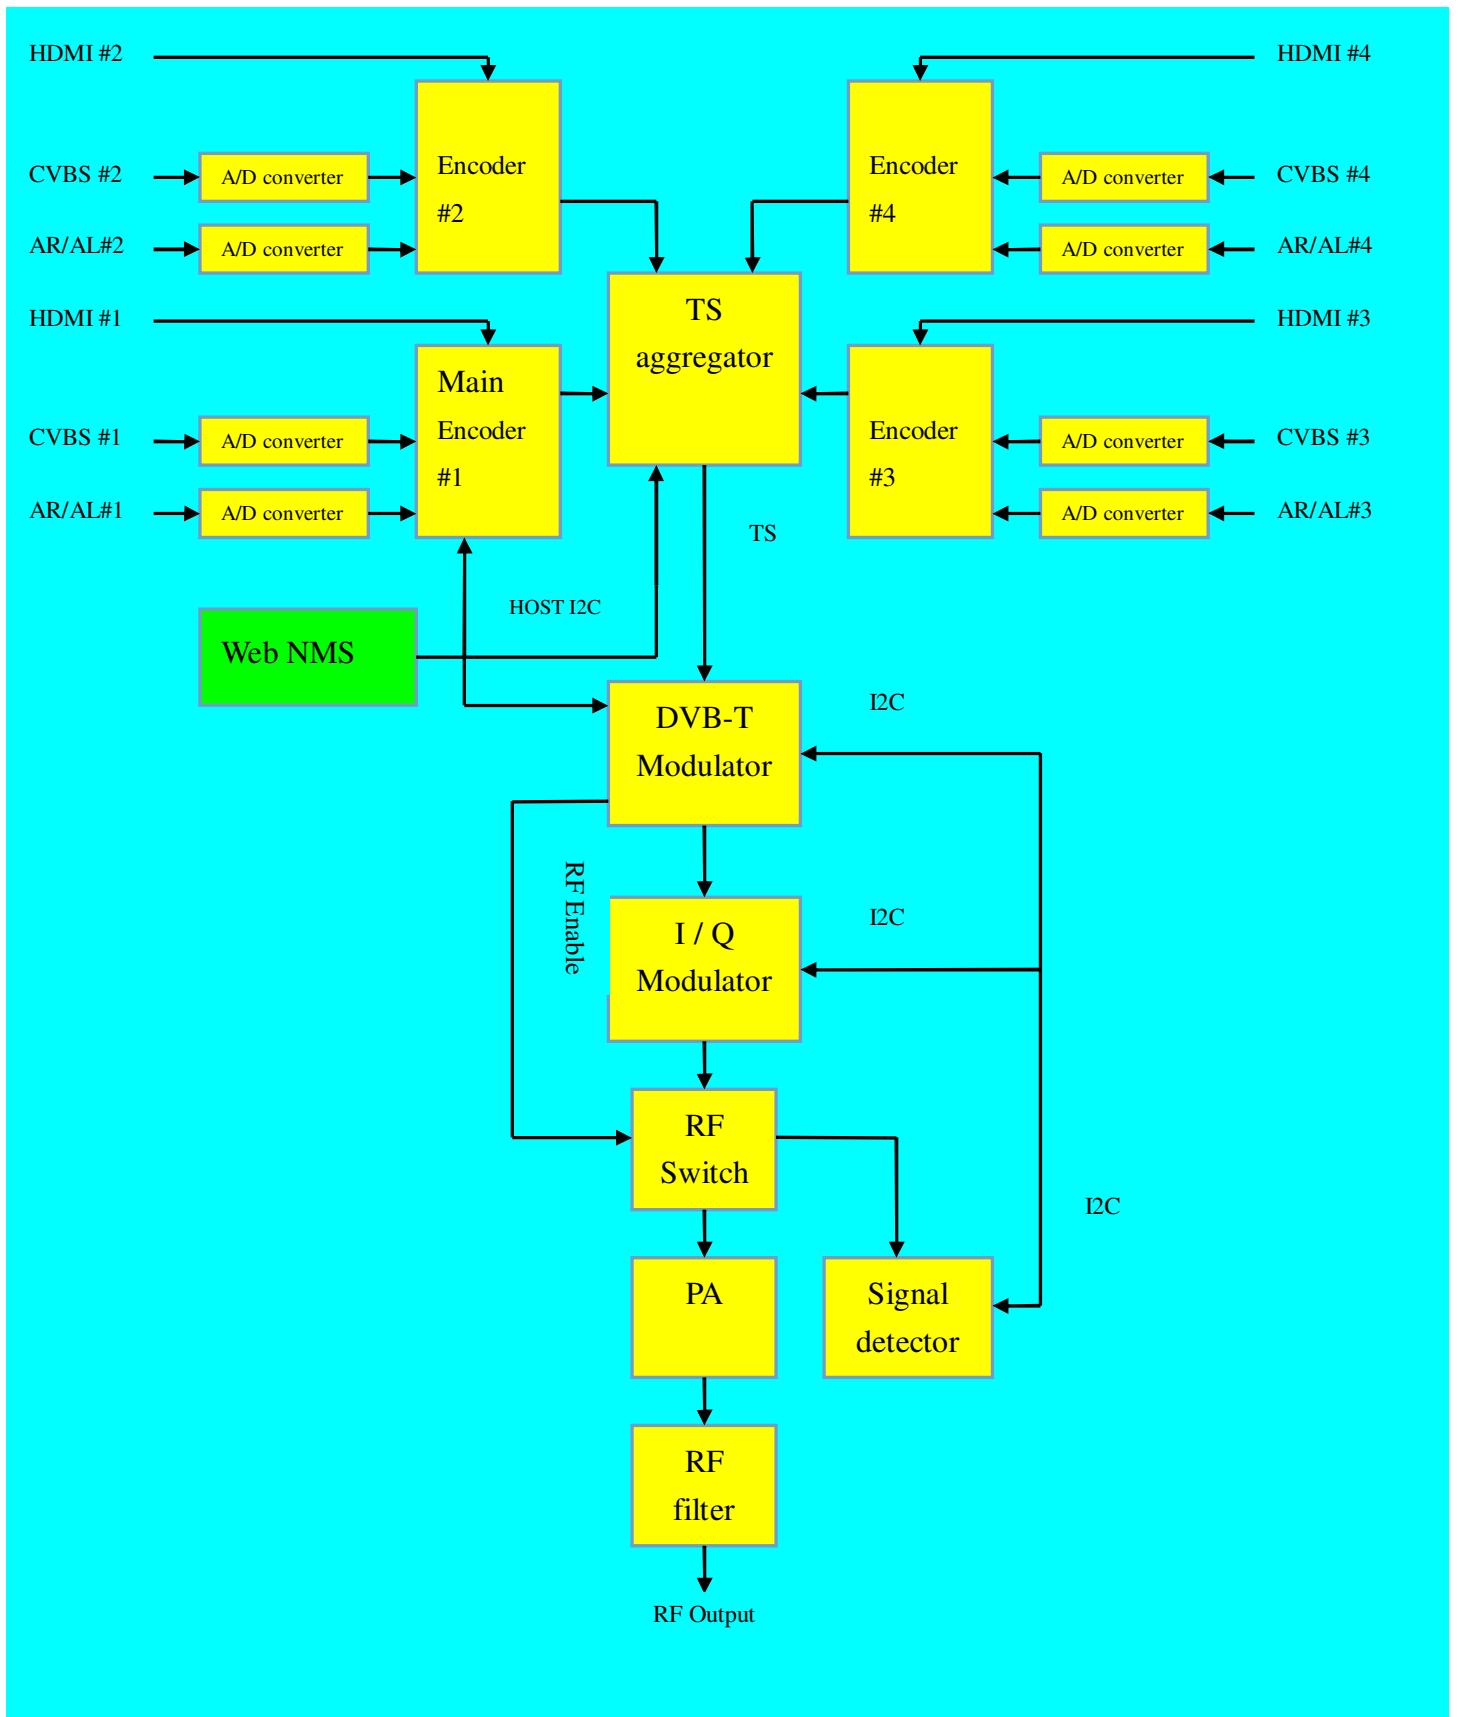 HDMI #2
HDMI #4
Encoder
#2
Encoder
#4
CVBS #2
A/D converter
A/D converter
CVBS #4
AR/AL#2
A/D converter
A/D converter
AR/AL#4
HDMI #1
TS
aggregator
HDMI #3
Main
Encoder
#1
Encoder
#3
CVBS #1
A/D converter
A/D converter
CVBS #3
AR/AL#1
A/D converter
A/D converter
AR/AL#3
TS
HOST I2C
Web NMS
DVB-T
Modulator
I2C
RF Enable
I / Q
Modulator
I2C
RF
Switch
I2C
PA
Signal
detector
RF
filter
RF Output